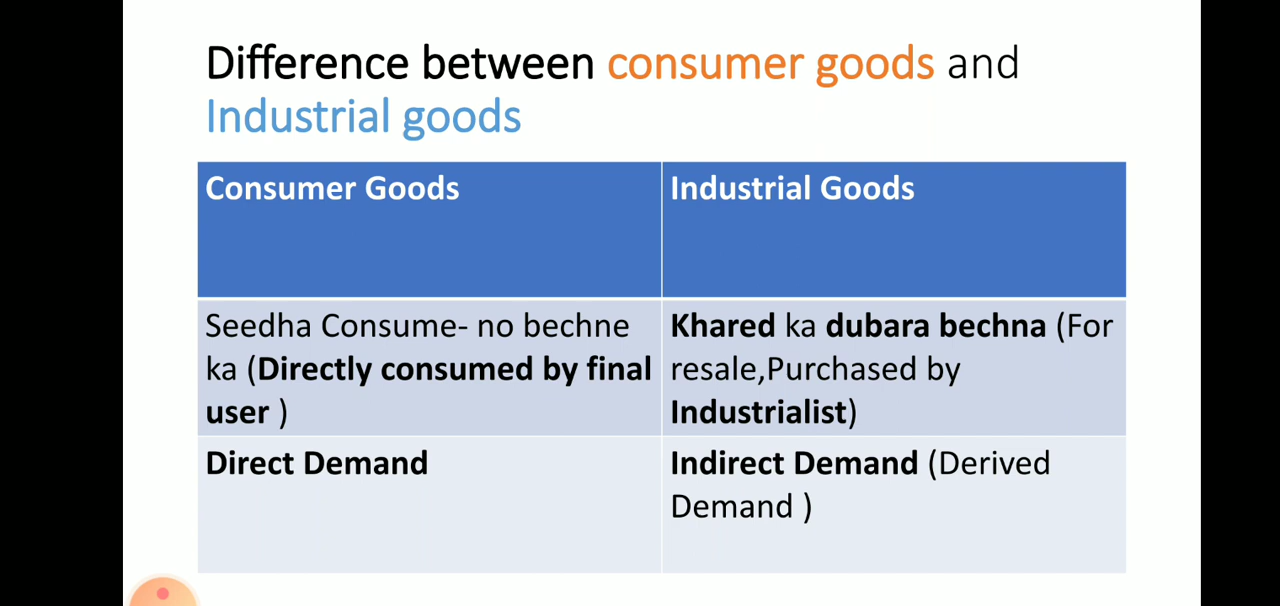 Difference between consumer goods and
Industrial goods
Consumer Goods
Industrial Goods
Seedha Consume- no bechne
ka (Directly consumed by final
user )
Khared ka dubara bechna (For
resale,Purchased by
Industrialist)
Direct Demand
Indirect Demand (Derived
Demand )